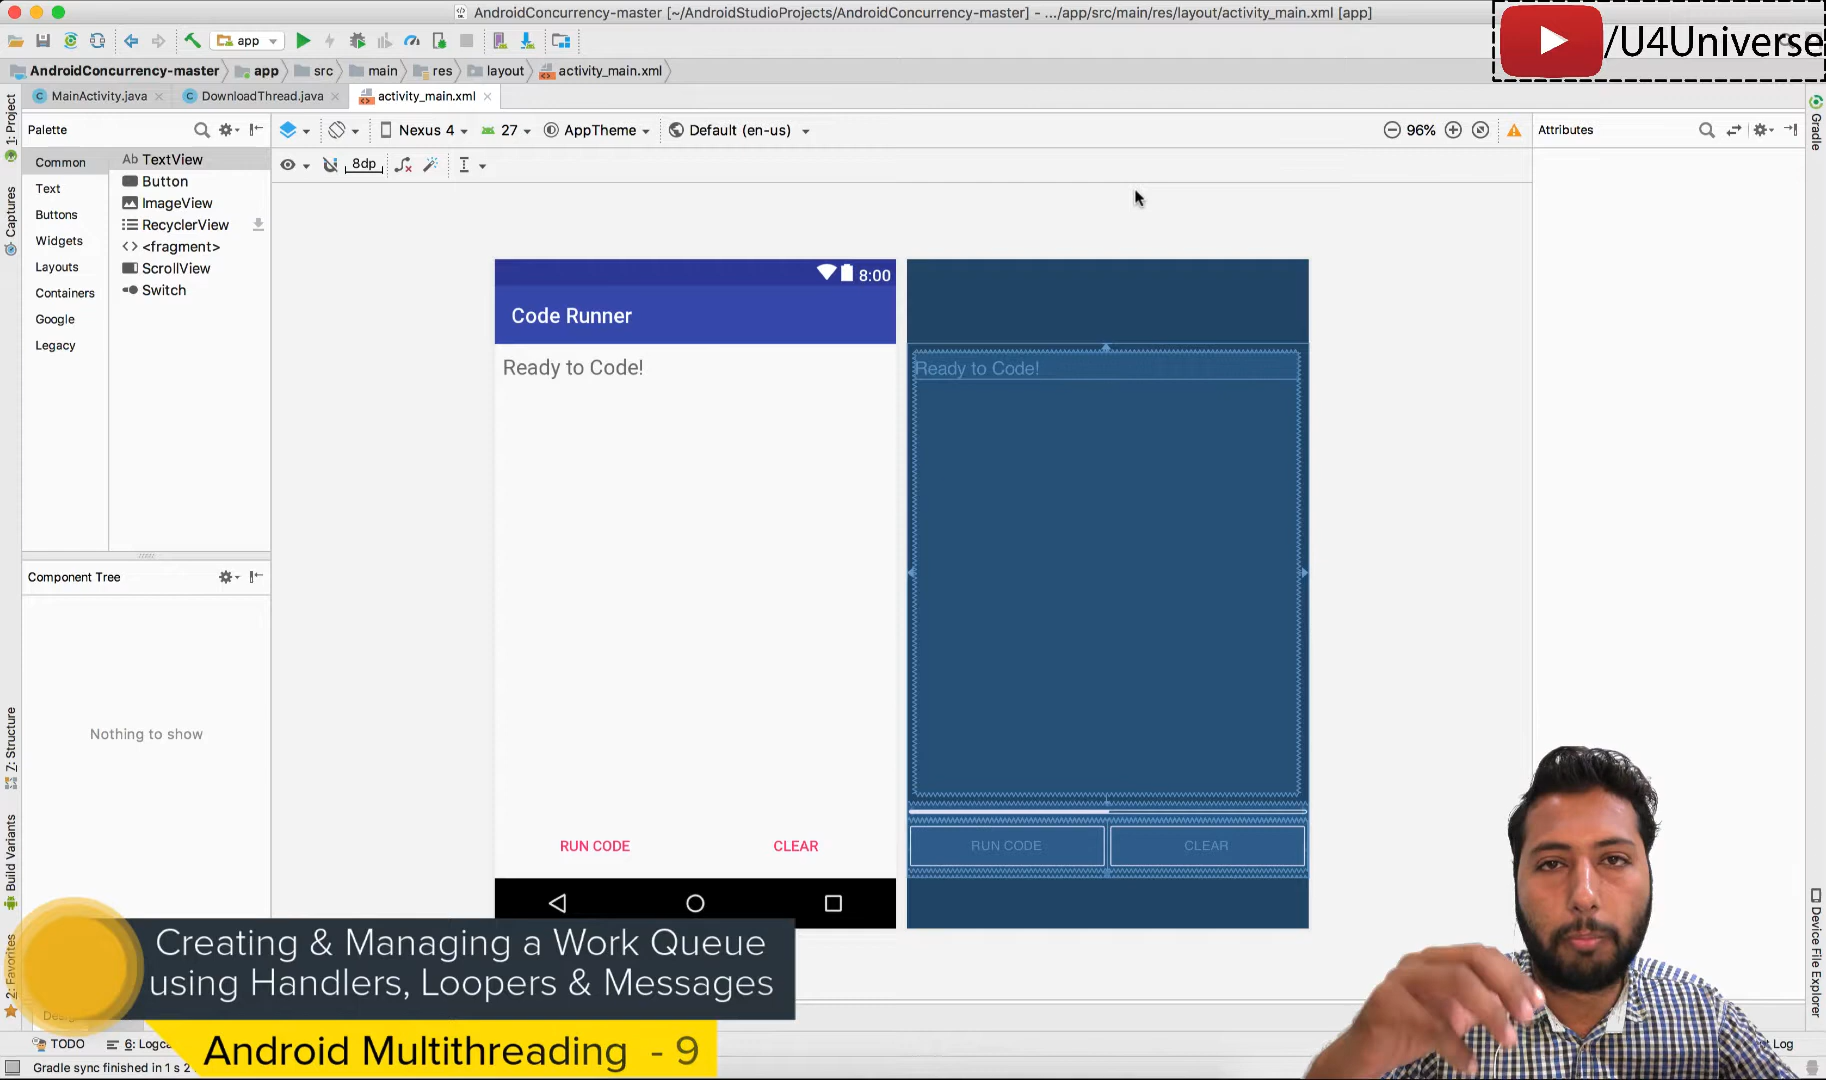 AndroidConcurrency-master [~/AndroidStudioProjects/AndroidConcurrency-master] - .../app/src/main/res/layout/activity_main.xml [app]
/U4Universe
app
AndroidConcurrency-master app src main res layout activity_main.xml
MainActivity.java DownloadThread.java activity_main.xml
1: Project
Captures
Z: Structure
Build Variants
2: Favorites
Palette
Common
Text
Buttons
Widgets
Layouts
Containers
Google
Legacy
Ab TextView
Button
ImageView
RecyclerView
<> <fragment>
ScrollView
Switch
Nexus 4 27 AppTheme Default (en-us) 96%
8dp
Attributes
Gradle
Device File Explorer
Component Tree
Nothing to show
8:00
Code Runner
Ready to Code!
RUN CODE CLEAR
Ready to Code!
RUN CODE CLEAR
Creating & Managing a Work Queue
using Handlers, Loopers & Messages
Android Multithreading - 9
TODO 6: Logca
Log
Gradle sync finished in 1 s 2